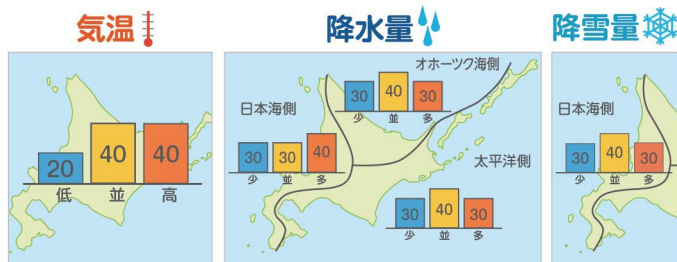 気温
20
40
40
低 並 高
降水量
オホーツク海側
30
40
30
少 並 多
日本海側
30
30
40
少 並 多
太平洋側
30
40
30
少 並 多
降雪量
日本海側
30
40
30
少 並 多